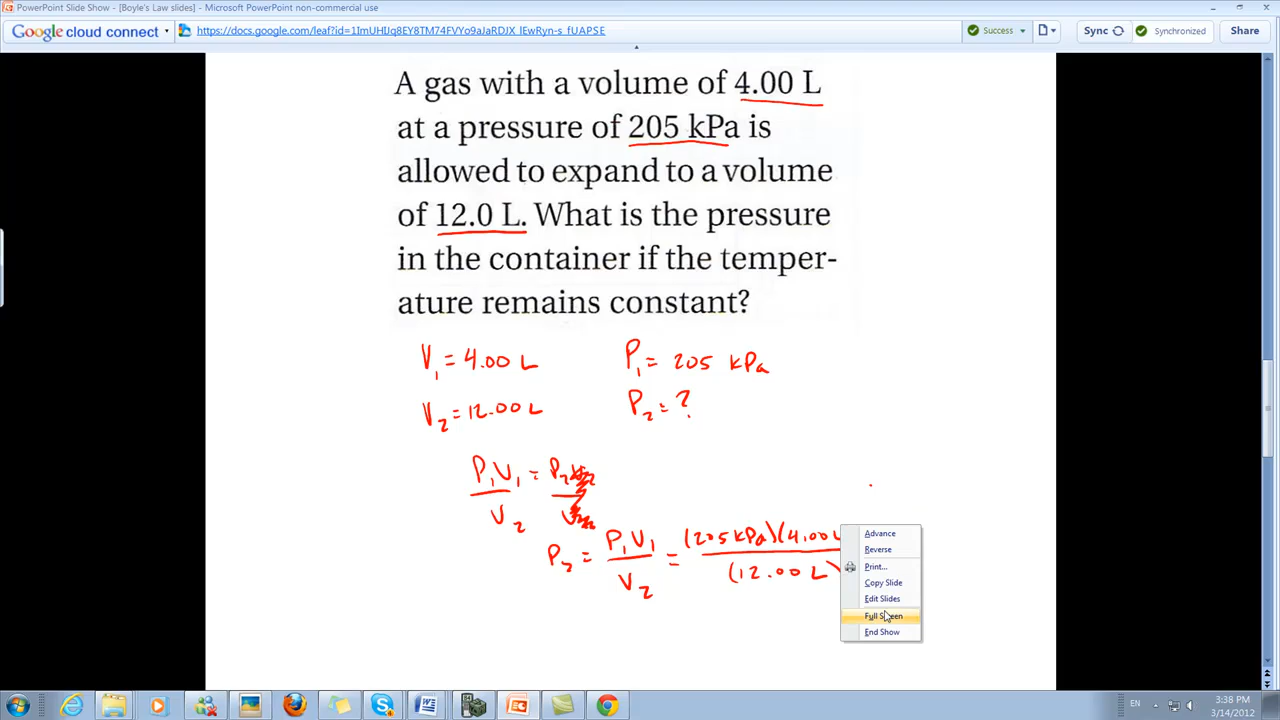 Microsoft PowerPoint Slide Show - [Boyle's Law slides] - Microsoft PowerPoint non-commercial use
Google cloud connect
Success
Sync
Synchronized
Share
A gas with a volume of 4.00 L
at a pressure of 205 kPa is
allowed to expand to a volume
of 12.0 L. What is the pressure
in the container if the temper-
ature remains constant?
V₁ = 4.00 L P₁ = 205 kPa
V₂ = 12.00 L P₂ = ?
P₁V₁ = P₂
V₂ V
P₂ = P₁V₁ = (205 kPa)(4.00 L
V₂ (12.00 L)
Advance
Reverse
Print...
Copy Slide
Edit Slides
Full Screen
End Show
EN
3:38 PM
3/14/2012